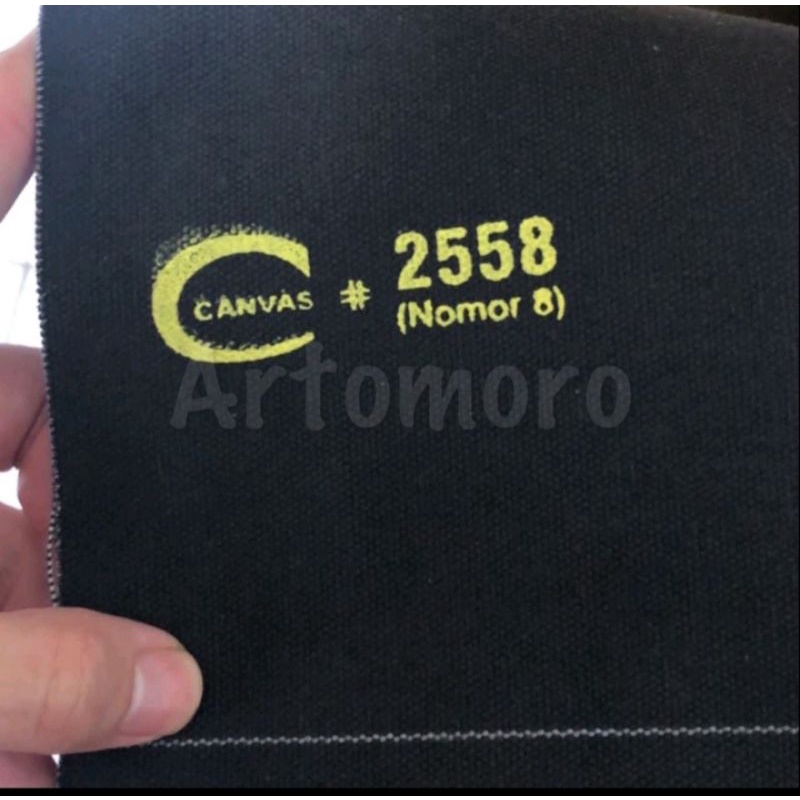 CANVAS # 2558
(Nomor 8)
Artomoro